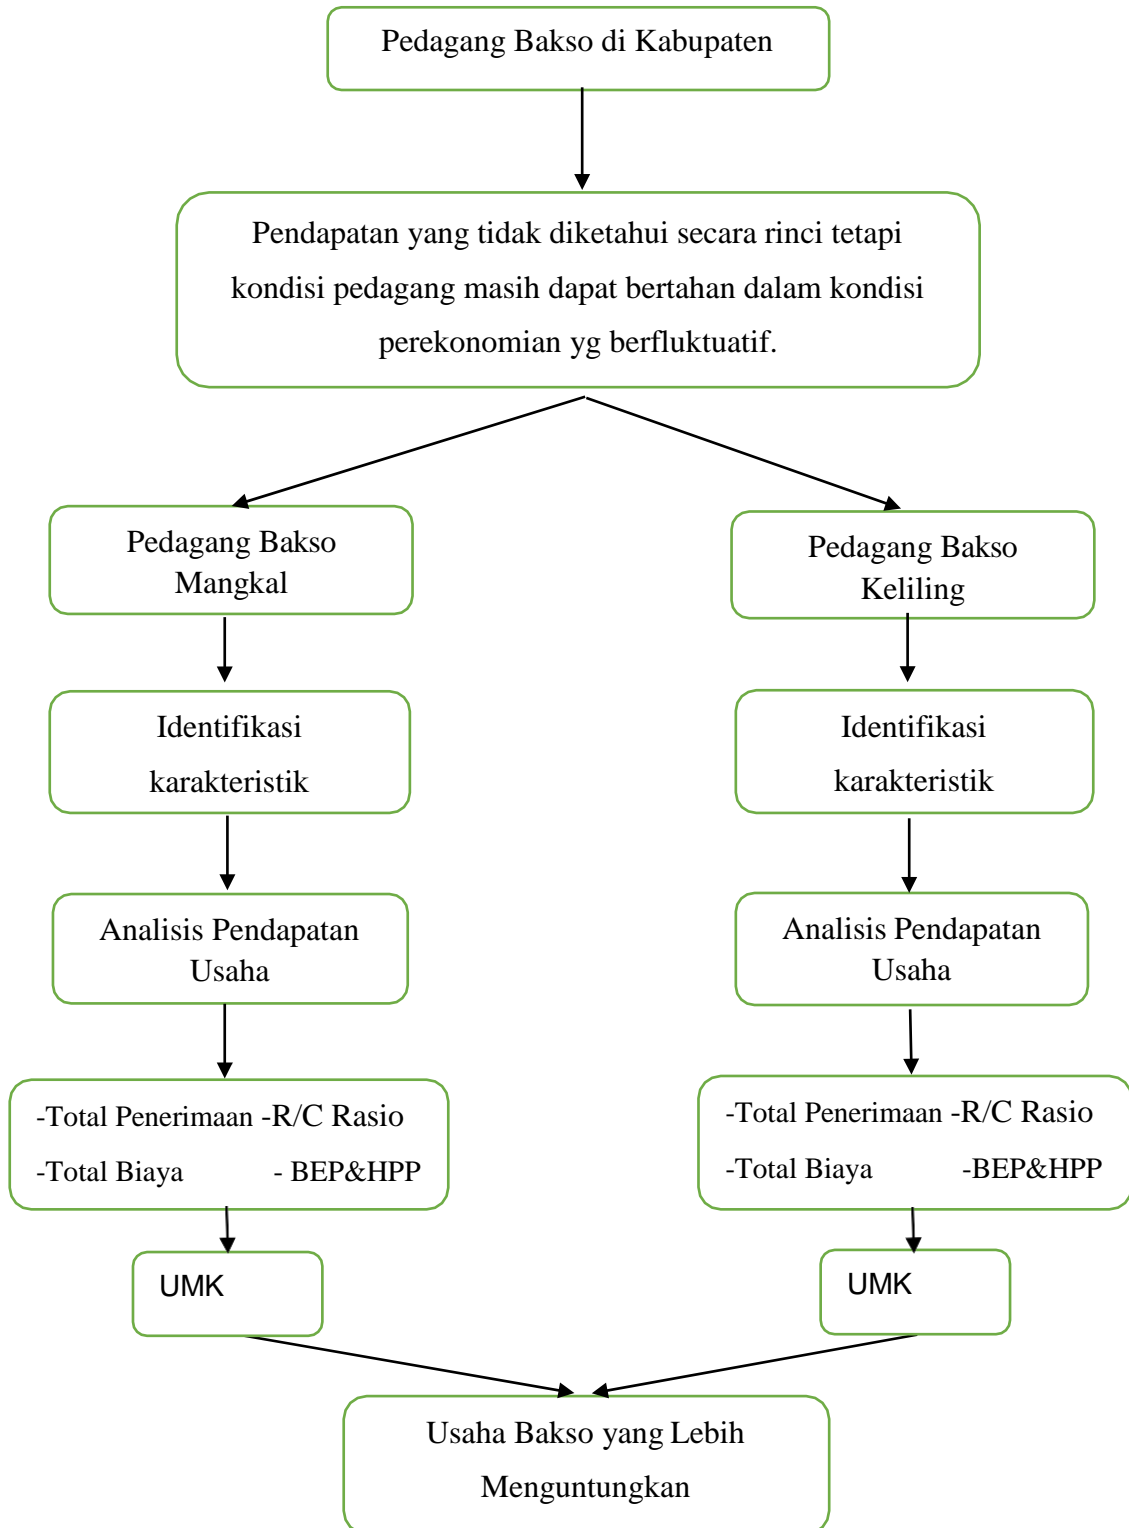 Pedagang Bakso di Kabupaten
Pendapatan yang tidak diketahui secara rinci tetapi
kondisi pedagang masih dapat bertahan dalam kondisi
perekonomian yg berfluktuatif.
Pedagang Bakso
Mangkal
Pedagang Bakso
Keliling
Identifikasi
karakteristik
Identifikasi
karakteristik
Analisis Pendapatan
Usaha
Analisis Pendapatan
Usaha
-Total Penerimaan -R/C Rasio
-Total Biaya - BEP&HPP
-Total Penerimaan -R/C Rasio
-Total Biaya -BEP&HPP
UMK
UMK
Usaha Bakso yang Lebih
Menguntungkan